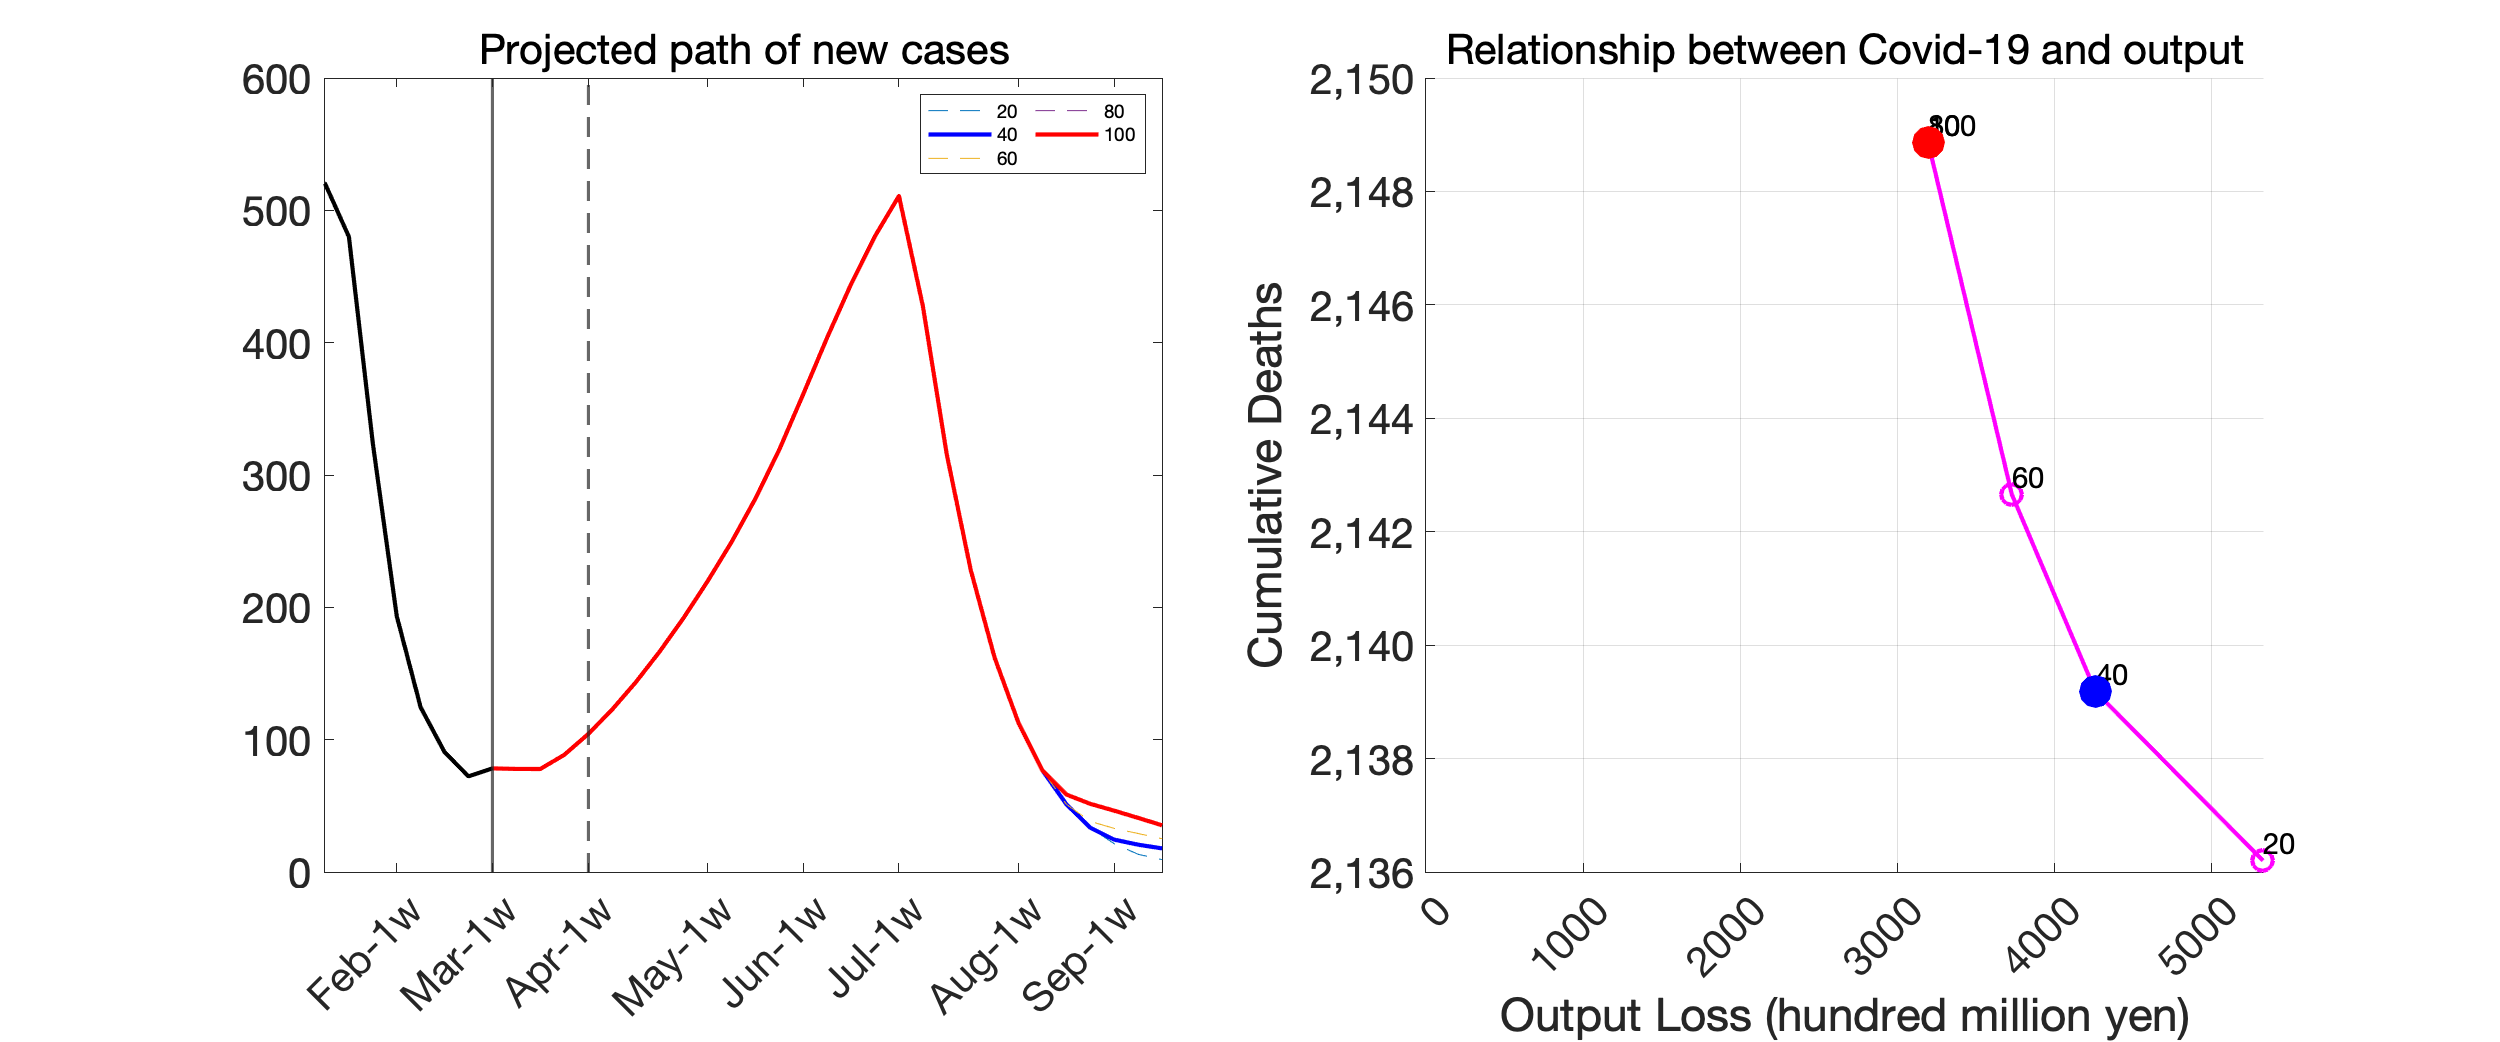 Projected path of new cases
600
500
400
300
200
100
0
20
40
60
80
100
Feb-1w
Mar-1w
Apr-1w
May-1w
Jun-1w
Jul-1w
Aug-1w
Sep-1w
Relationship between Covid-19 and output
Cumulative Deaths
2,150
2,148
2,146
2,144
2,142
2,140
2,138
2,136
60
40
20
0
1000
2000
3000
4000
5000
Output Loss (hundred million yen)